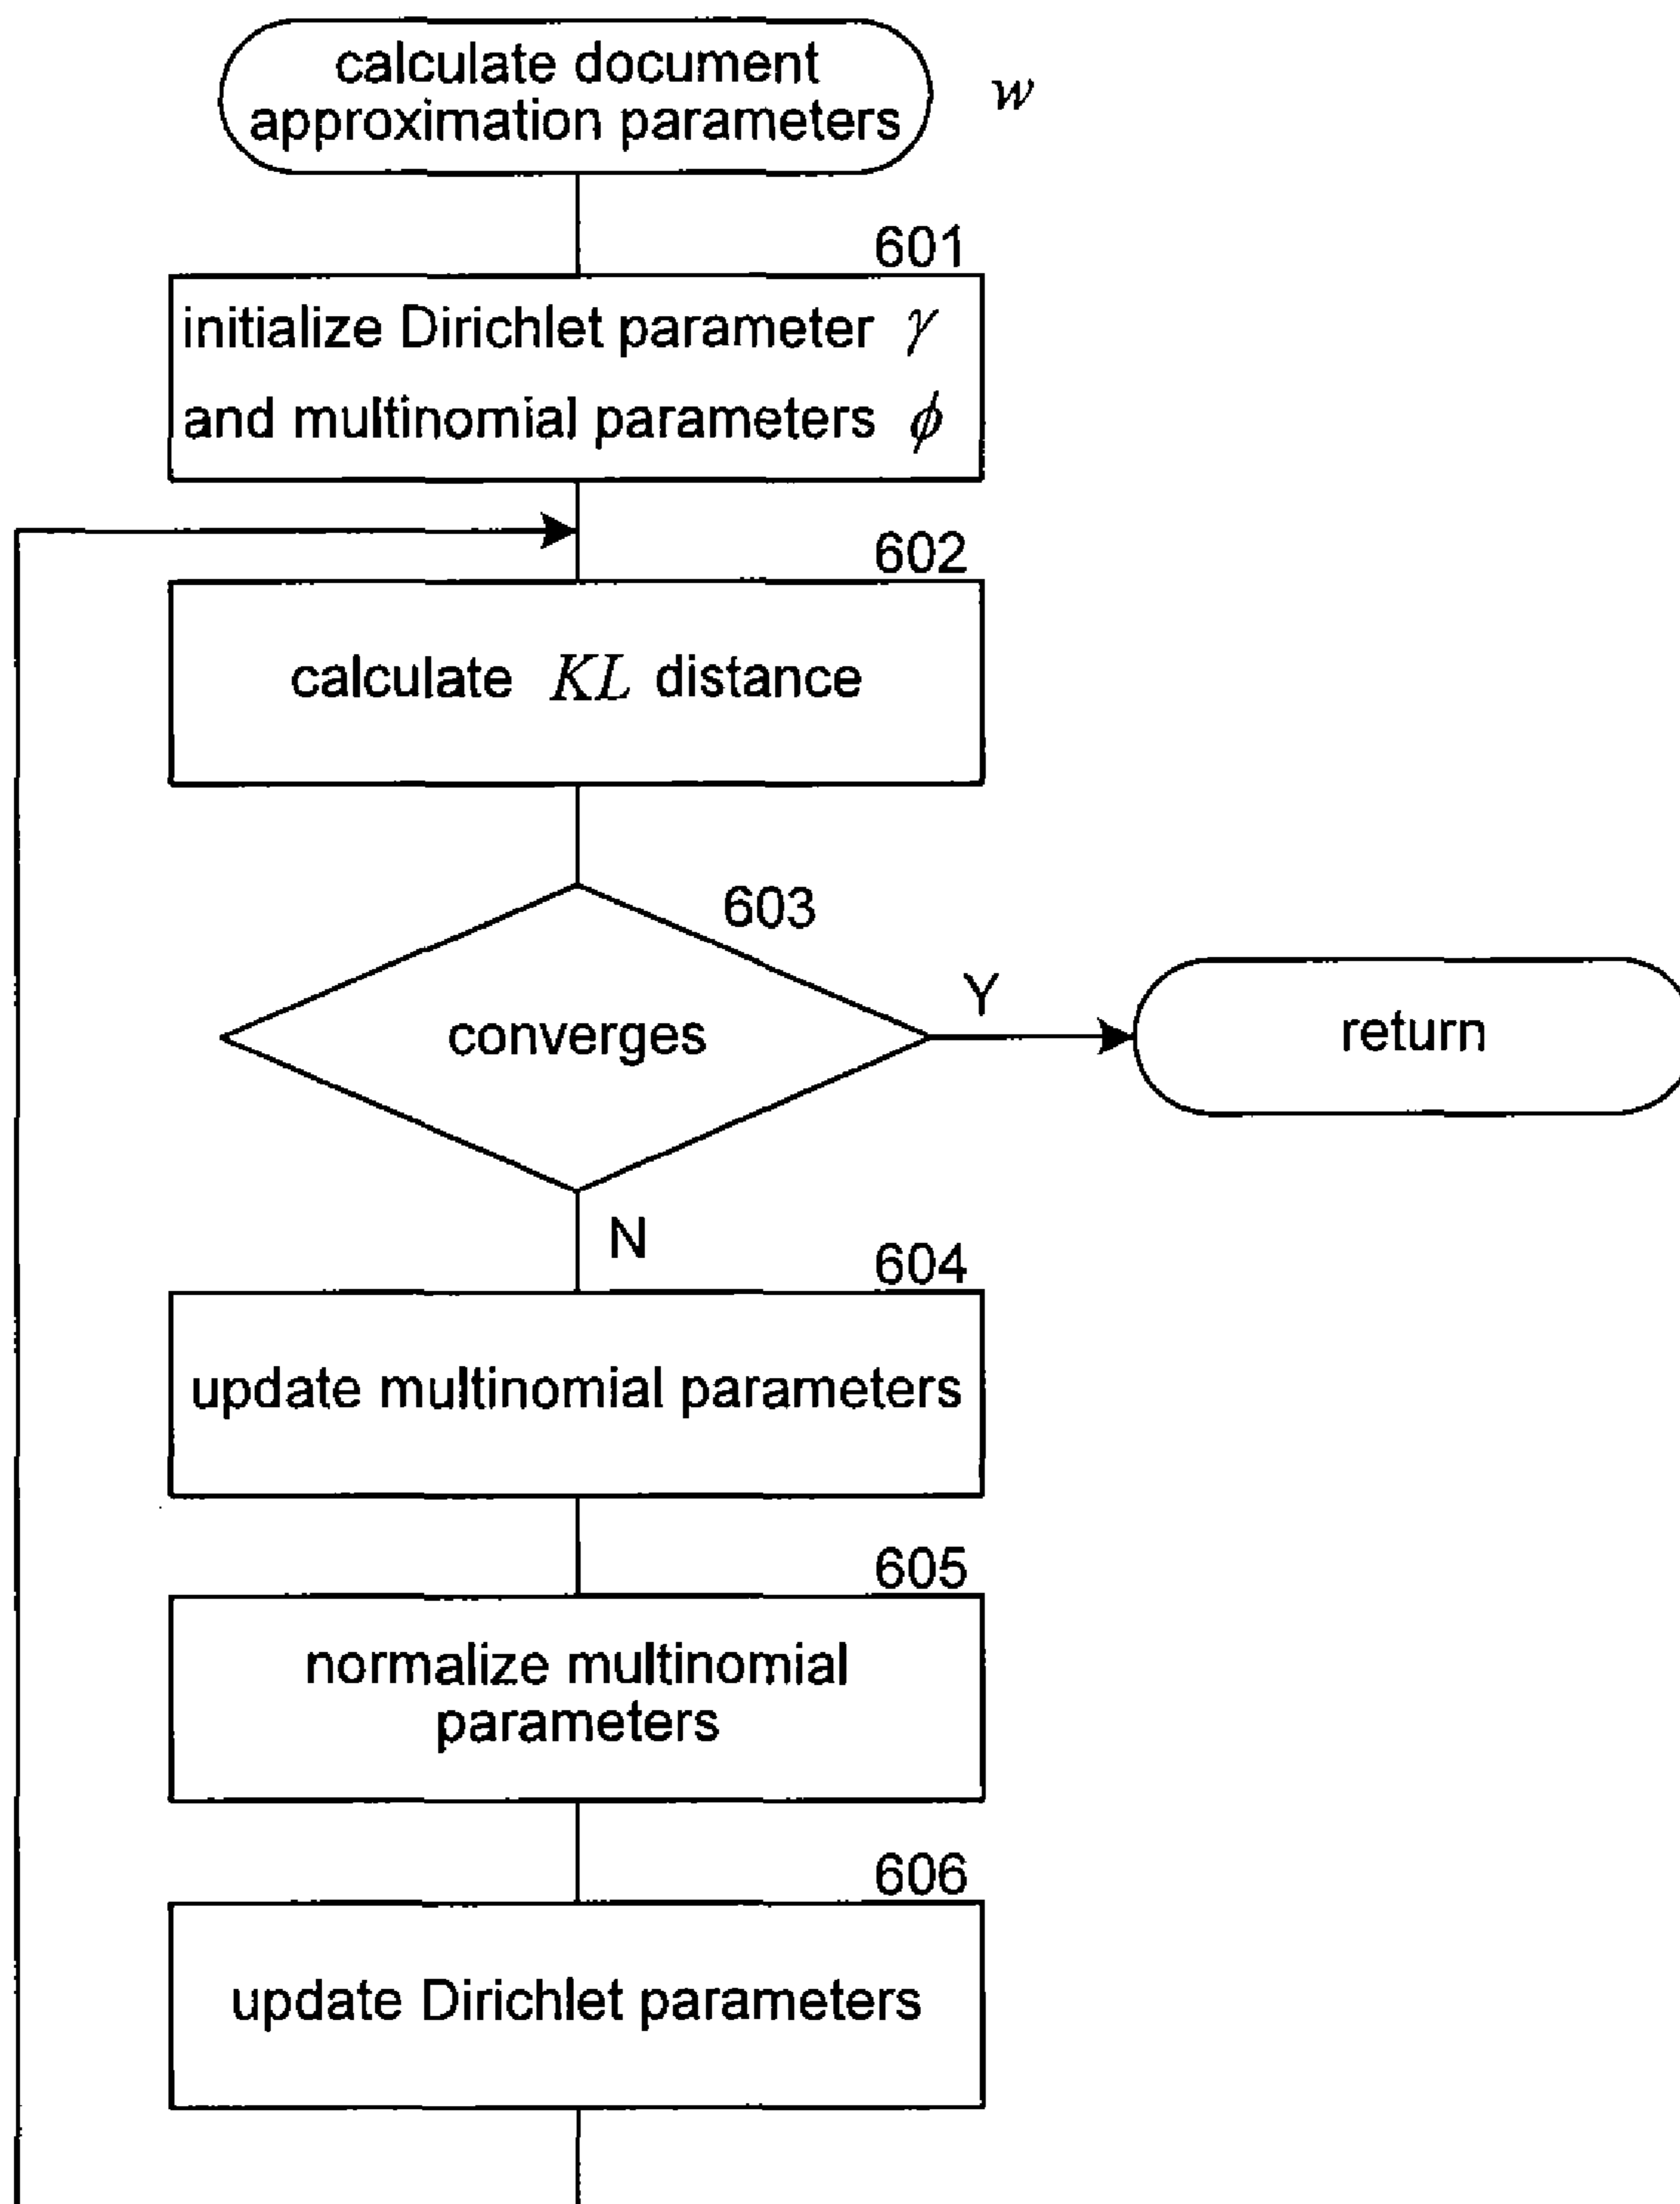 calculate document
approximation parameters
w
601
initialize Dirichlet parameter γ
and multinomial parameters ϕ
602
calculate KL distance
603
converges
Y
return
N
604
update multinomial parameters
605
normalize multinomial
parameters
606
update Dirichlet parameters